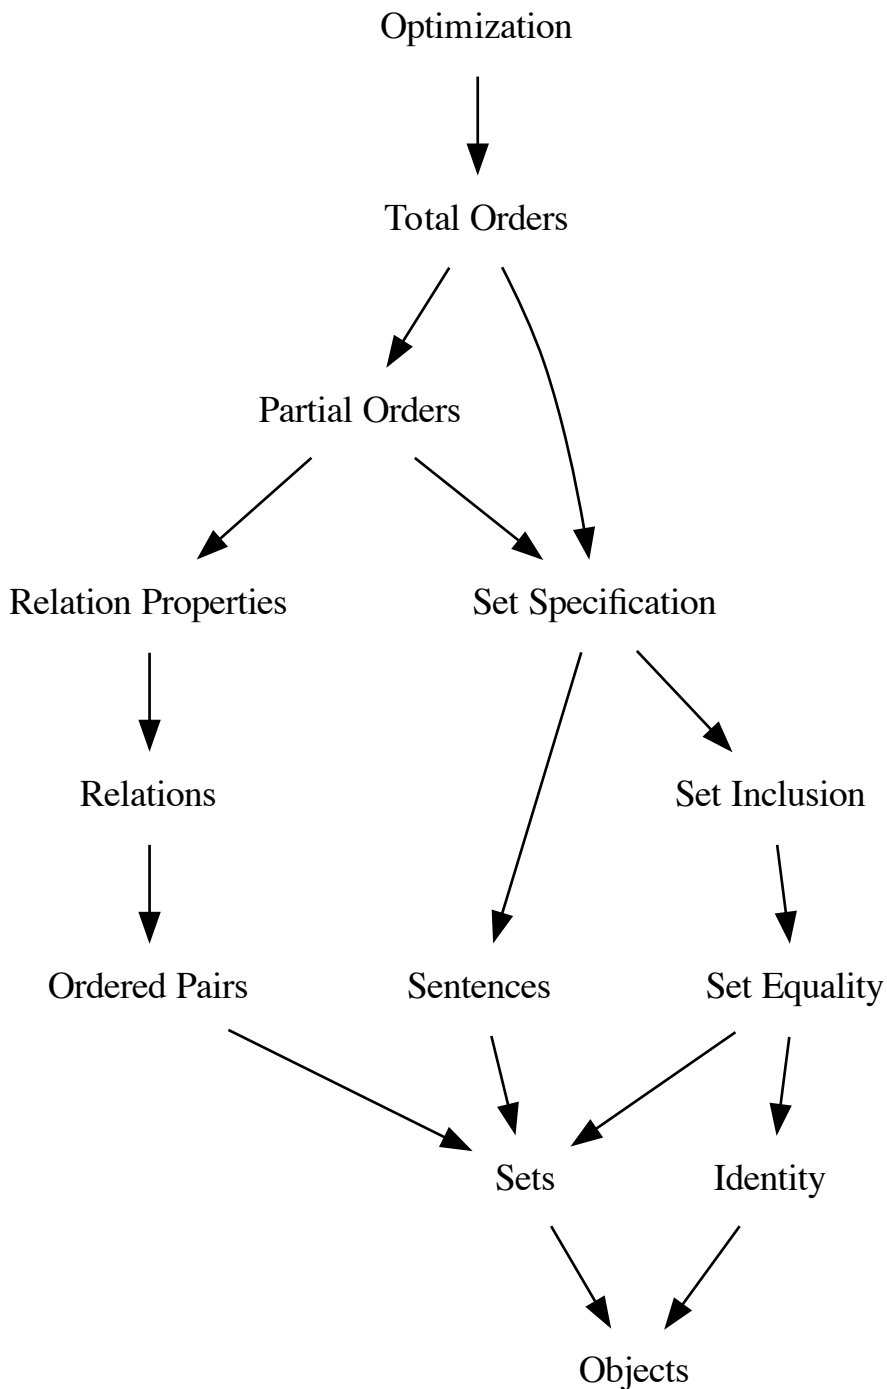 Optimization
Total Orders
Partial Orders
Relation Properties
Set Specification
Relations
Set Inclusion
Ordered Pairs
Sentences
Set Equality
Sets
Identity
Objects